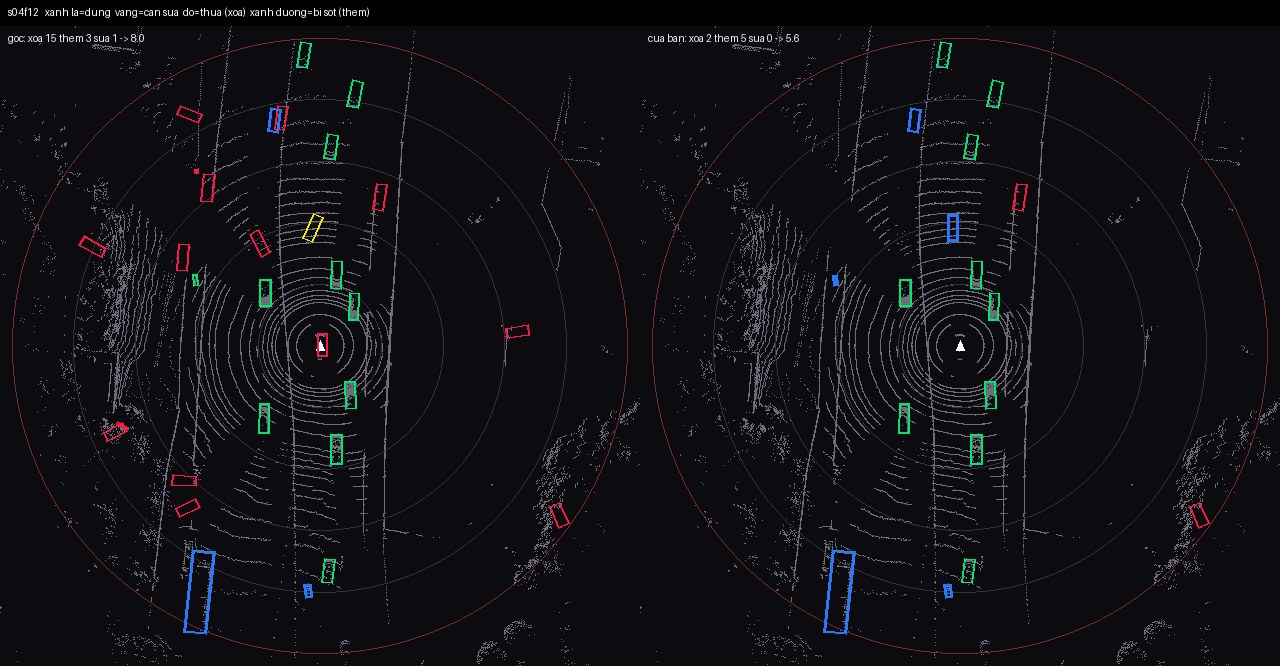 s04f12 xanh la=dung vang=can sua do=thua (xoa) xanh duong=bi sot (them)
goc: xoa 15 them 3 sua 1 -> 8.0
cua ban: xoa 2 them 5 sua 0 -> 5.6